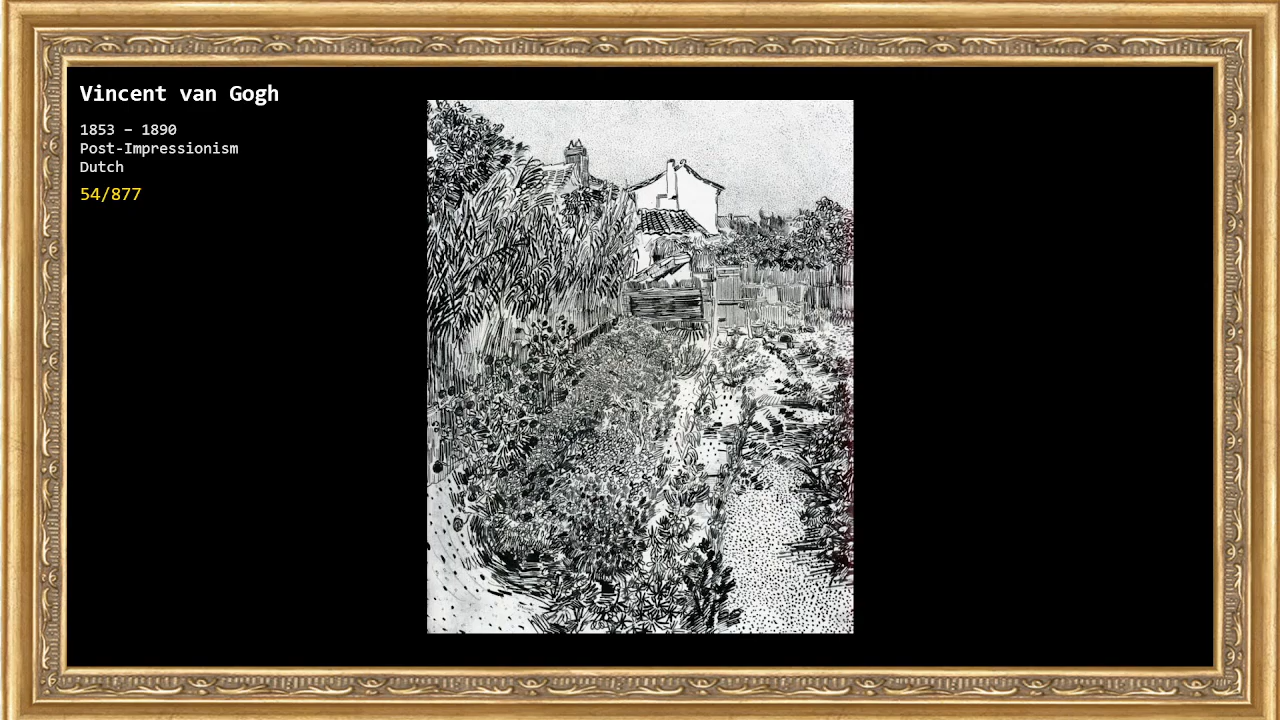 Vincent van Gogh
1853 – 1890
Post-Impressionism
Dutch
54/877